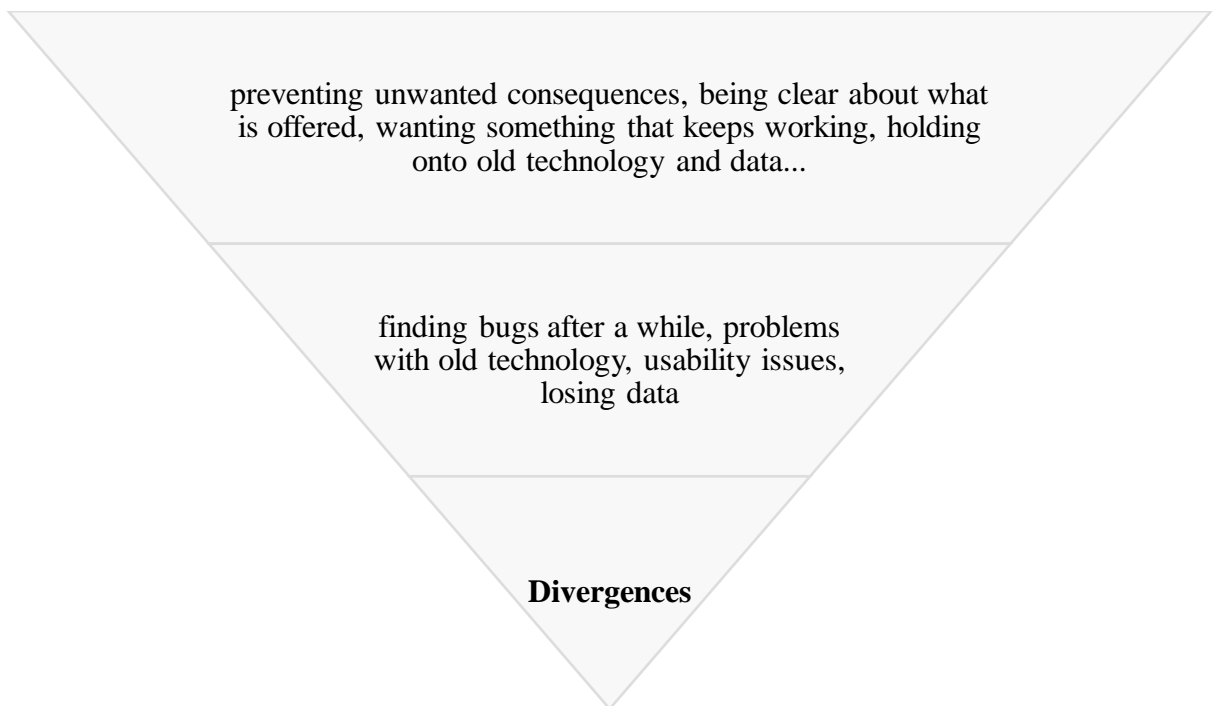 preventing unwanted consequences, being clear about what
is offered, wanting something that keeps working, holding
onto old technology and data...
finding bugs after a while, problems
with old technology, usability issues,
losing data
Divergences